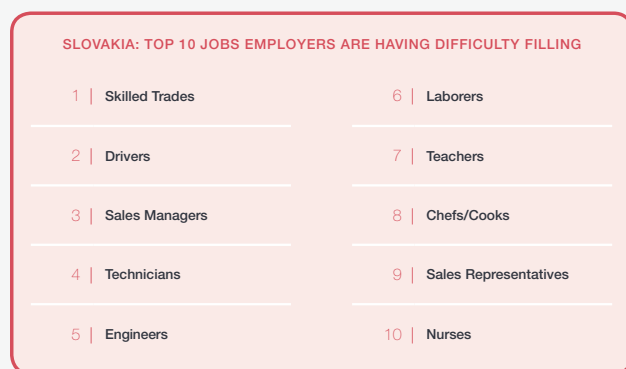 SLOVAKIA: TOP 10 JOBS EMPLOYERS ARE HAVING DIFFICULTY FILLING
1 | Skilled Trades
2 | Drivers
3 | Sales Managers
4 | Technicians
5 | Engineers
6 | Laborers
7 | Teachers
8 | Chefs/Cooks
9 | Sales Representatives
10 | Nurses